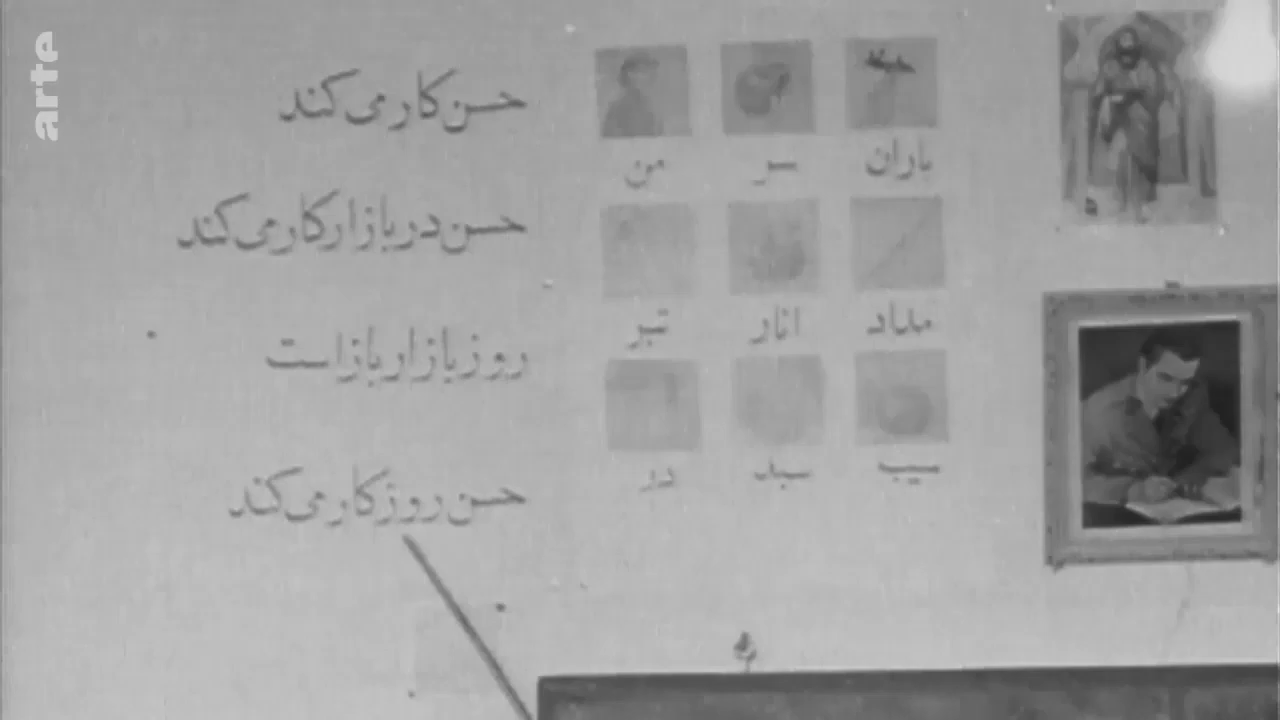 arte
حسن کار می‌کند
حسن در بازار کار می‌کند
روز بازار باز است
حسن روز کار می‌کند
باران سر من
مداد انار تبر
سیب سبد در